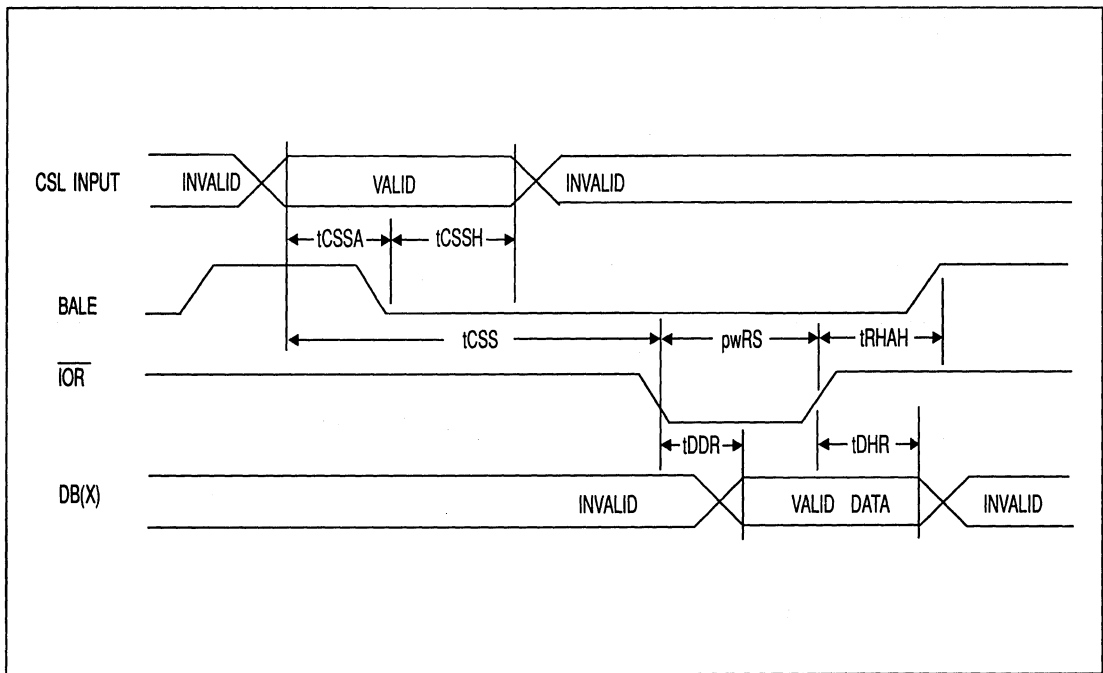 CSL INPUT INVALID VALID INVALID
tCSSA tCSSH
BALE
tCSS pwRS tRHAH
IOR
tDDR tDHR
DB(X) INVALID VALID DATA INVALID